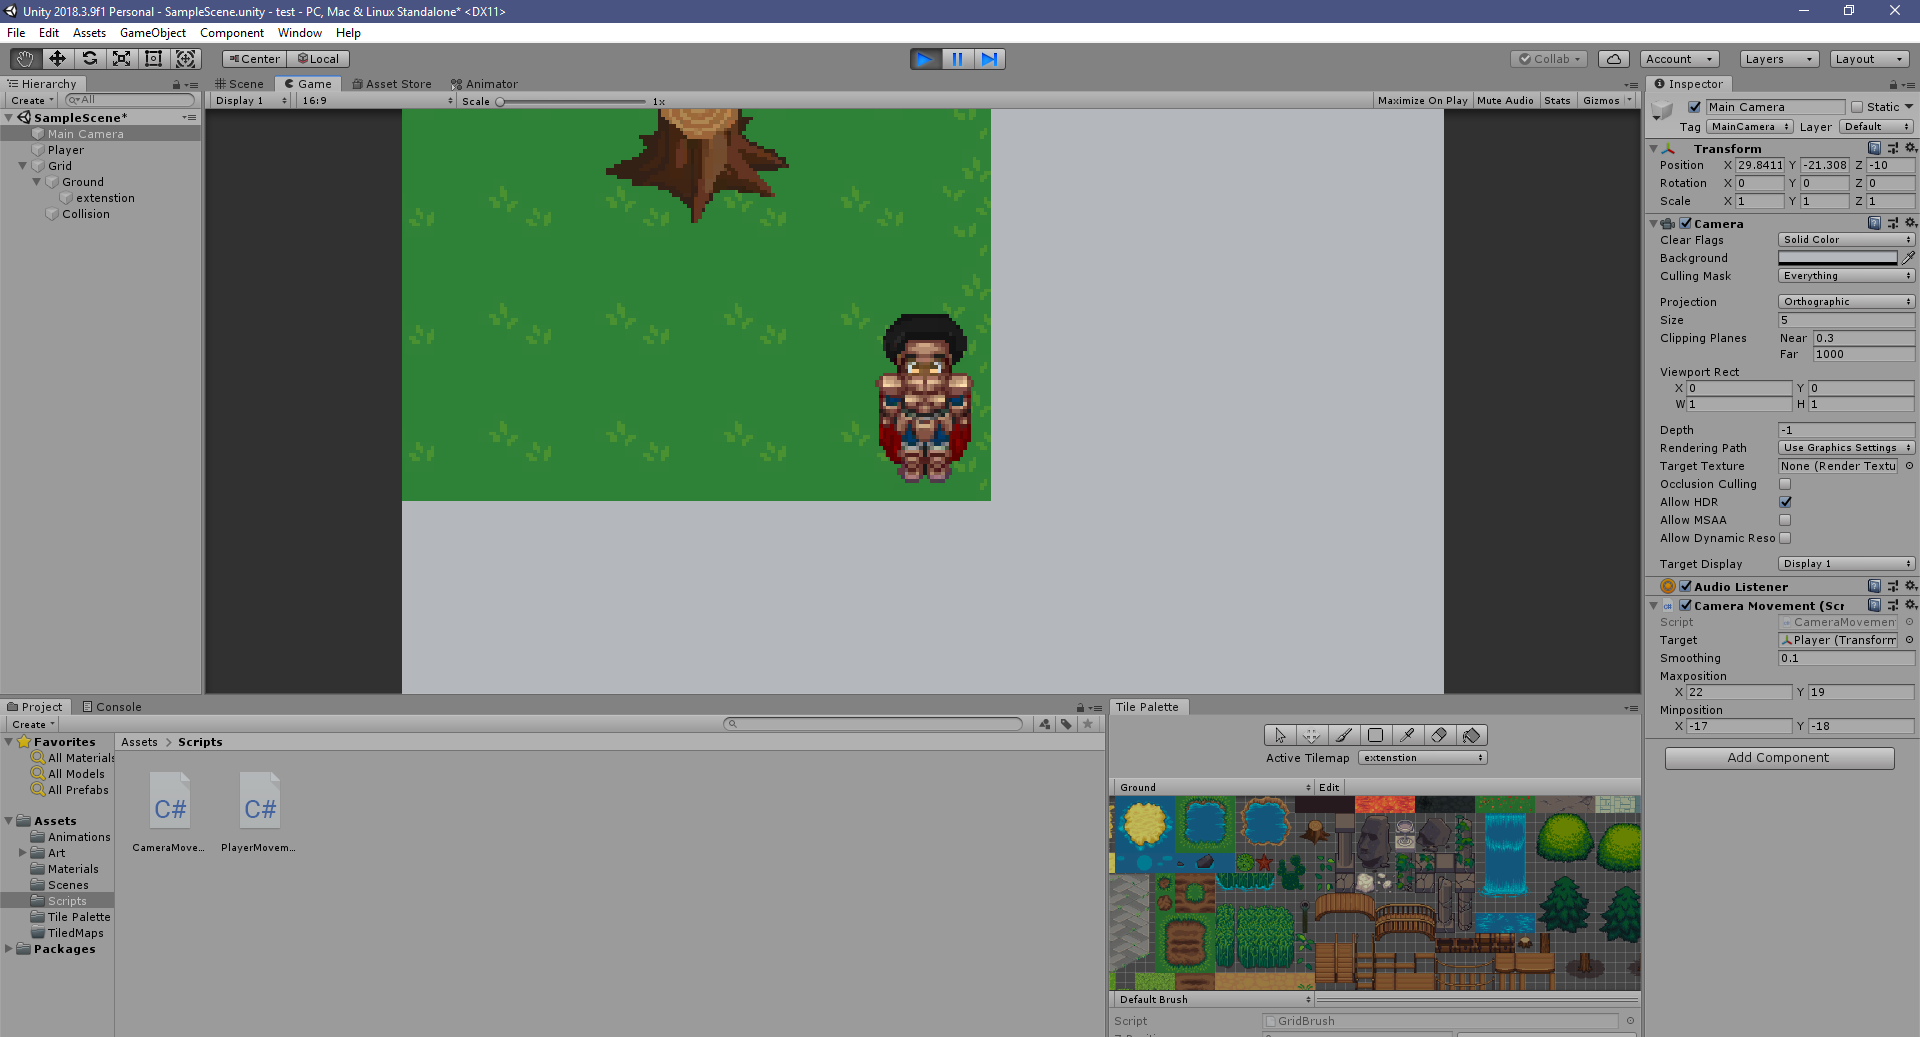 Unity 2018.3.9f1 Personal - SampleScene.unity - test - PC, Mac & Linux Standalone* <DX11>
File Edit Assets GameObject Component Window Help
Center Local Collab Account Layers Layout
Hierarchy Scene Game Asset Store Animator Inspector
Create All Display 1 16:9 Scale 1x Maximize On Play Mute Audio Stats Gizmos
SampleScene*
Main Camera
Player
Grid
Ground
extenstion
Collision
Main Camera Static
Tag MainCamera Layer Default
Transform
Position X 29.8411 Y -21.308 Z -10
Rotation X 0 Y 0 Z 0
Scale X 1 Y 1 Z 1
Camera
Clear Flags Solid Color
Background
Culling Mask Everything
Projection Orthographic
Size 5
Clipping Planes Near 0.3
Far 1000
Viewport Rect
X 0 Y 0
W 1 H 1
Depth -1
Rendering Path Use Graphics Settings
Target Texture None (Render Textu
Occlusion Culling
Allow HDR
Allow MSAA
Allow Dynamic Reso
Target Display Display 1
Audio Listener
Camera Movement (Scr
Script CameraMovement
Target Player (Transform
Smoothing 0.1
Maxposition
X 22 Y 19
Minposition
X -17 Y -18
Add Component
Project Console
Create
Favorites
All Materials
All Models
All Prefabs
Assets
Animations
Art
Materials
Scenes
Scripts
Tile Palette
TiledMaps
Packages
Assets > Scripts
C# C#
CameraMove... PlayerMovem...
Tile Palette
Active Tilemap extenstion
Ground Edit
Default Brush
Script GridBrush